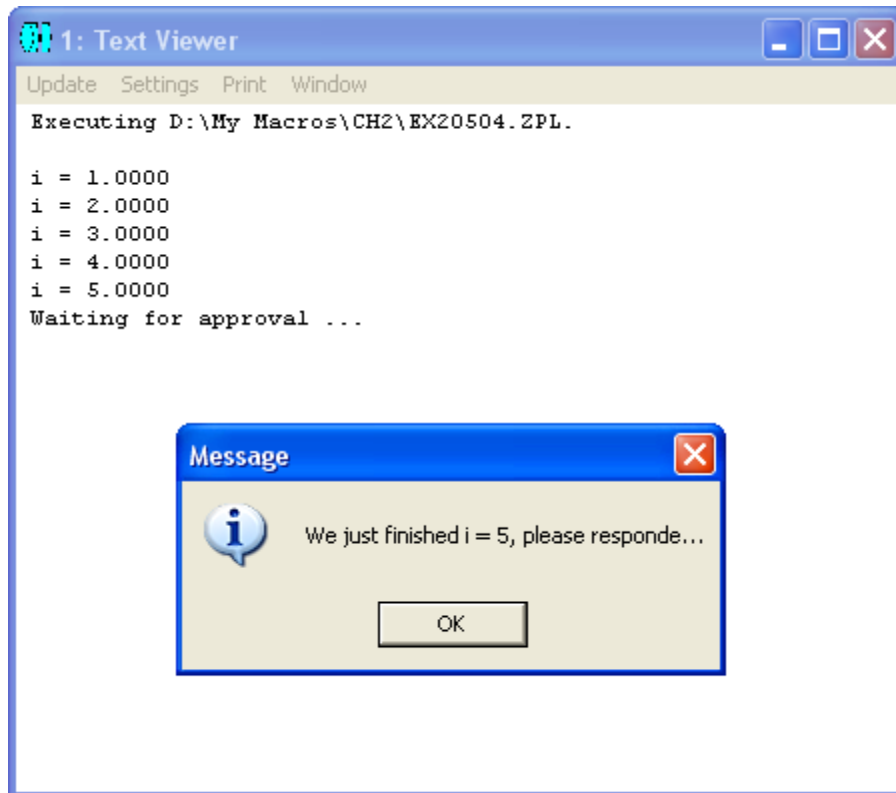 1: Text Viewer
Update Settings Print Window
Executing D:\My Macros\CH2\EX20504.ZPL.
i = 1.0000
i = 2.0000
i = 3.0000
i = 4.0000
i = 5.0000
Waiting for approval ...
Message
We just finished i = 5, please responde...
OK